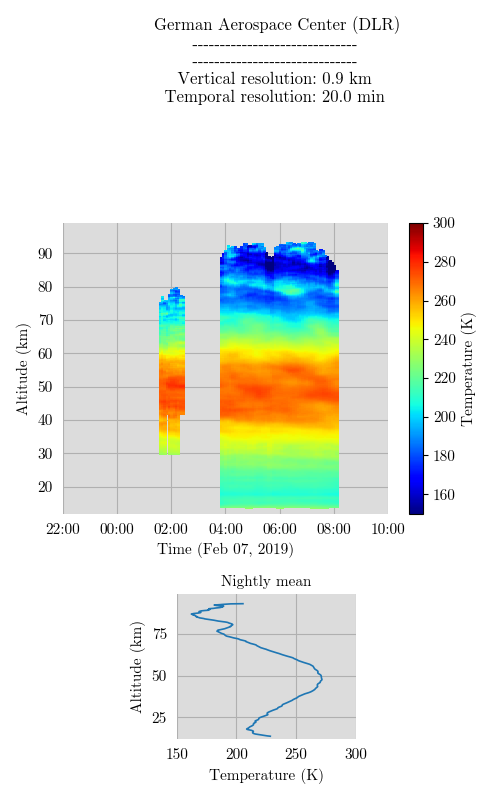 German Aerospace Center (DLR)
------------------------------
------------------------------
Vertical resolution: 0.9 km
Temporal resolution: 20.0 min
90
80
70
60
50
40
30
20
Altitude (km)
22:00 00:00 02:00 04:00 06:00 08:00 10:00
Time (Feb 07, 2019)
300
280
260
240
220
200
180
160
Temperature (K)
Nightly mean
75
50
25
Altitude (km)
150 200 250 300
Temperature (K)